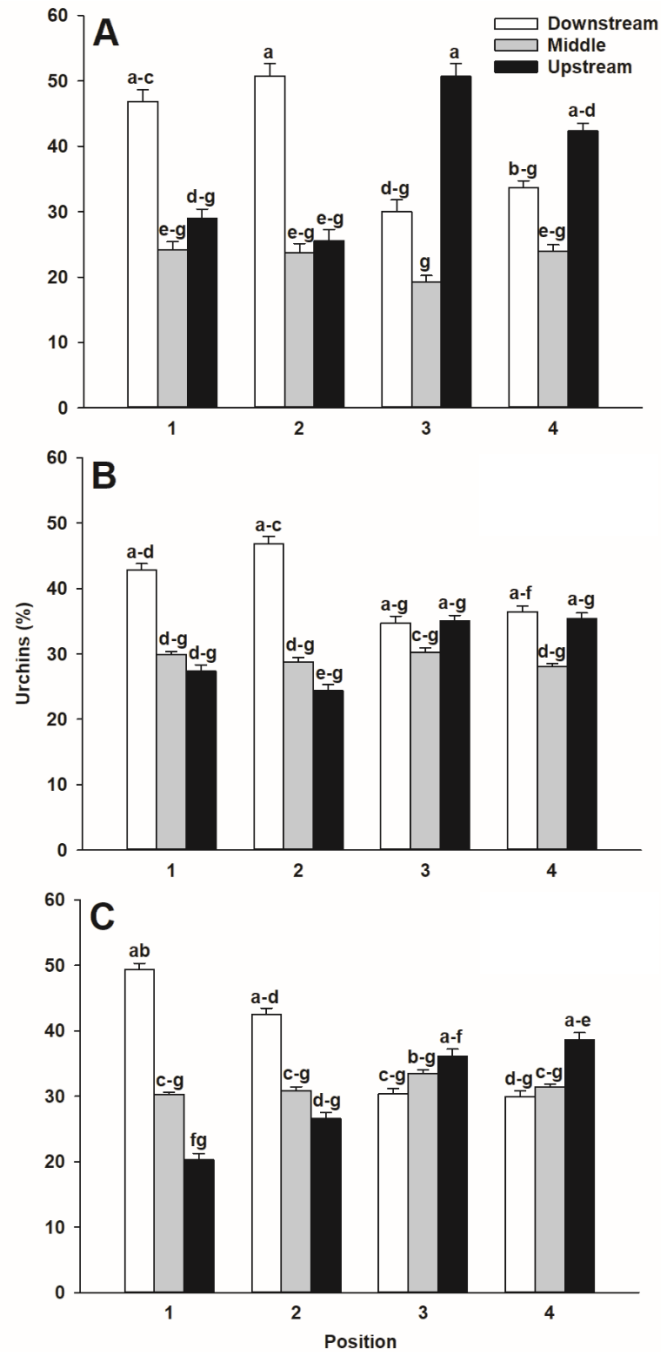 A
Downstream
Middle
Upstream
60
50
40
30
20
10
0
a-c
e-g
d-g
a
e-g
e-g
d-g
g
a
b-g
e-g
a-d
1 2 3 4
B
Urchins (%)
60
50
40
30
20
10
0
a-d
d-g
d-g
a-c
d-g
e-g
a-g
c-g
a-g
a-f
d-g
a-g
1 2 3 4
C
60
50
40
30
20
10
0
ab
c-g
fg
a-d
c-g
d-g
c-g
b-g
a-f
d-g
c-g
a-e
1 2 3 4
Position